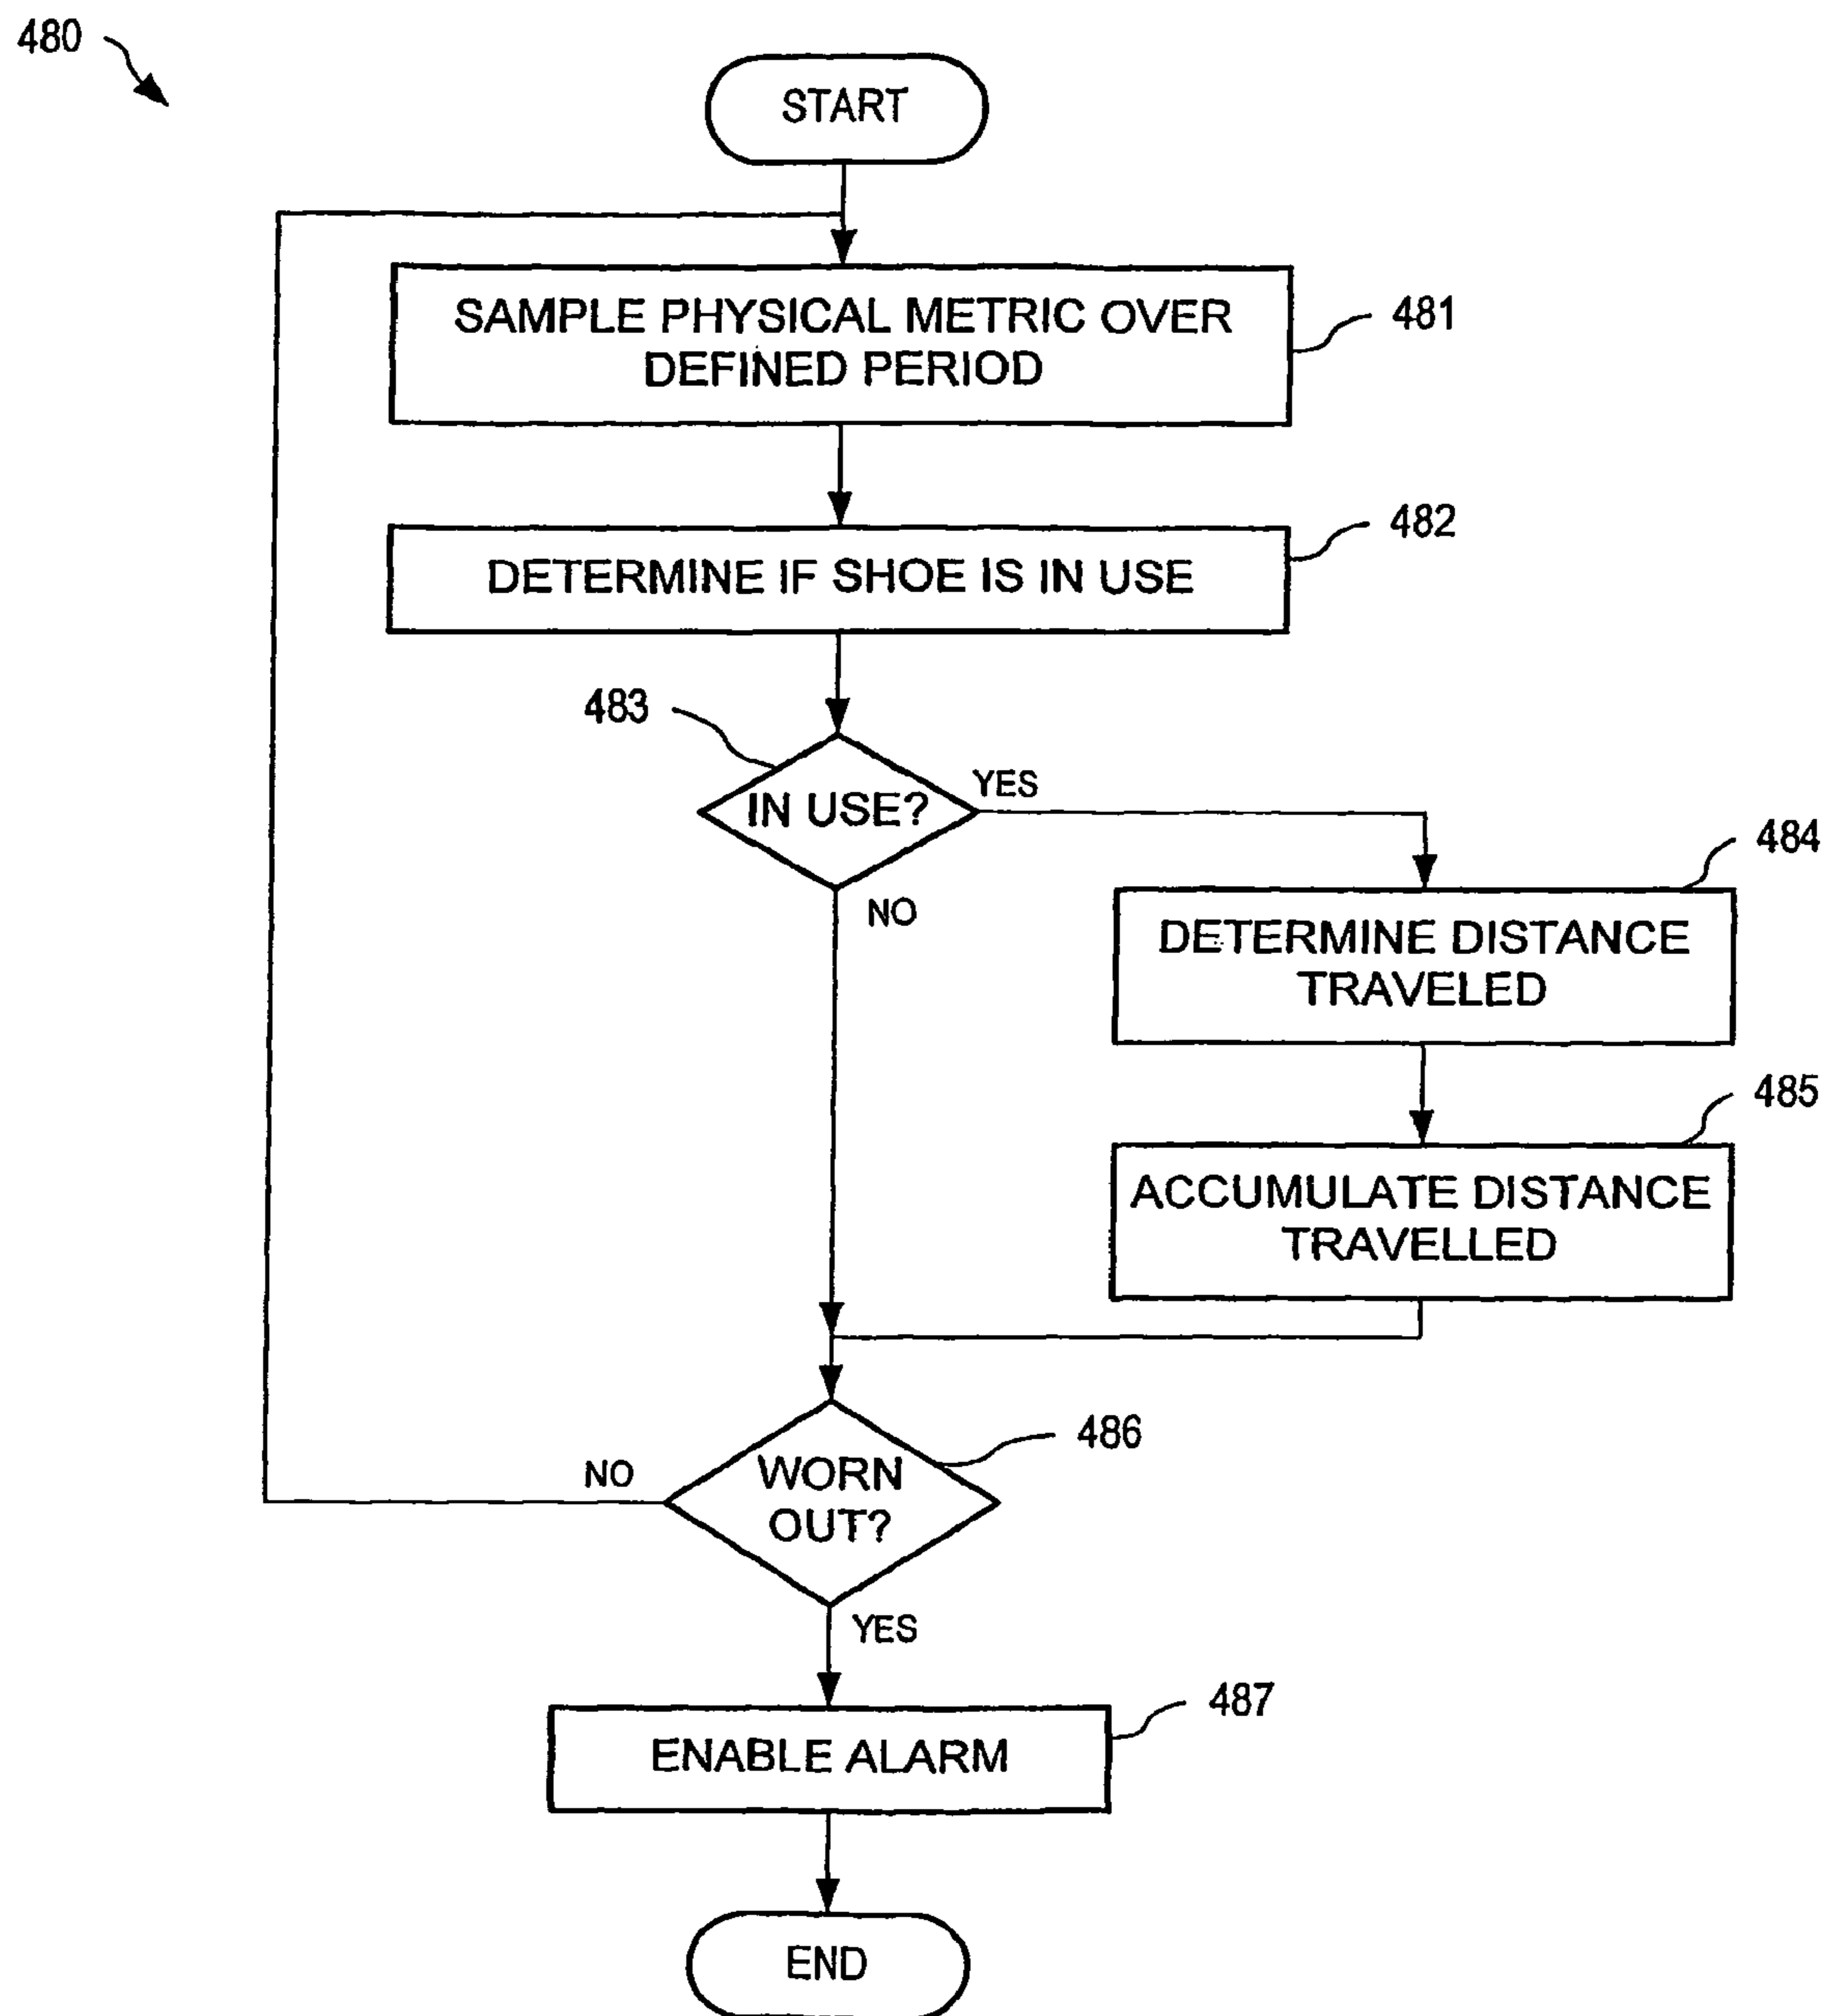 480
START
SAMPLE PHYSICAL METRIC OVER
DEFINED PERIOD
481
DETERMINE IF SHOE IS IN USE
482
483
IN USE?
YES
NO
484
DETERMINE DISTANCE
TRAVELED
485
ACCUMULATE DISTANCE
TRAVELLED
486
WORN
OUT?
NO
YES
487
ENABLE ALARM
END